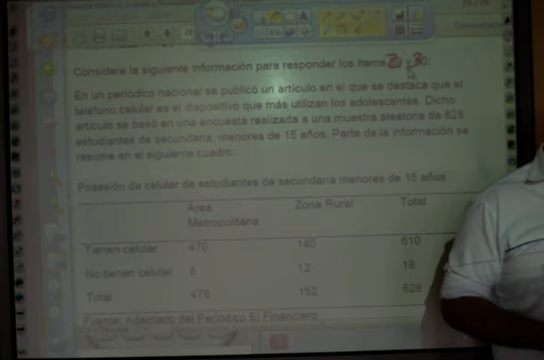 Considere la siguiente información para responder los ítems
En un periódico nacional se publicó un artículo en el que se destaca que el
teléfono celular es el dispositivo que más utilizan los adolescentes. Dicho
artículo se basó en una encuesta realizada a una muestra aleatoria de 628
estudiantes de secundaria, menores de 15 años. Parte de la información se
resume en el siguiente cuadro:
Posesión de celular de estudiantes de secundaria menores de 15 años
Área Zona Rural Total
Metropolitana
Tienen celular 470 140 610
No tienen celular 6 12 18
Total 476 152 628
Fuente: Adaptado del Periódico El Financiero